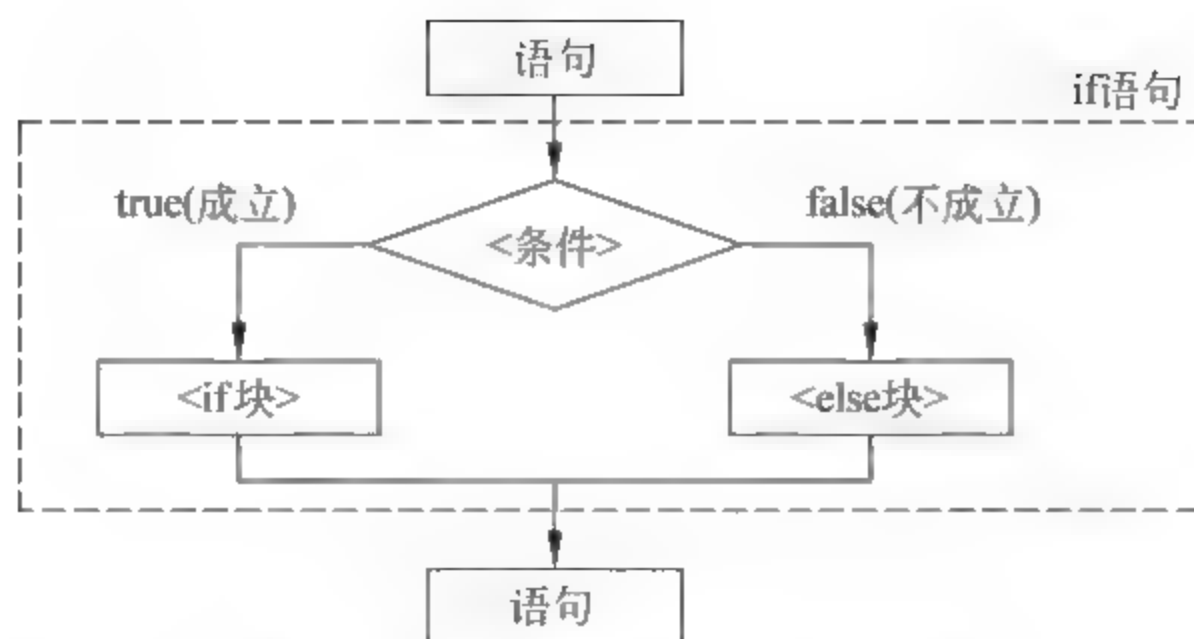 语句
if语句
true(成立)
false(不成立)
<条件>
<if块>
<else块>
语句